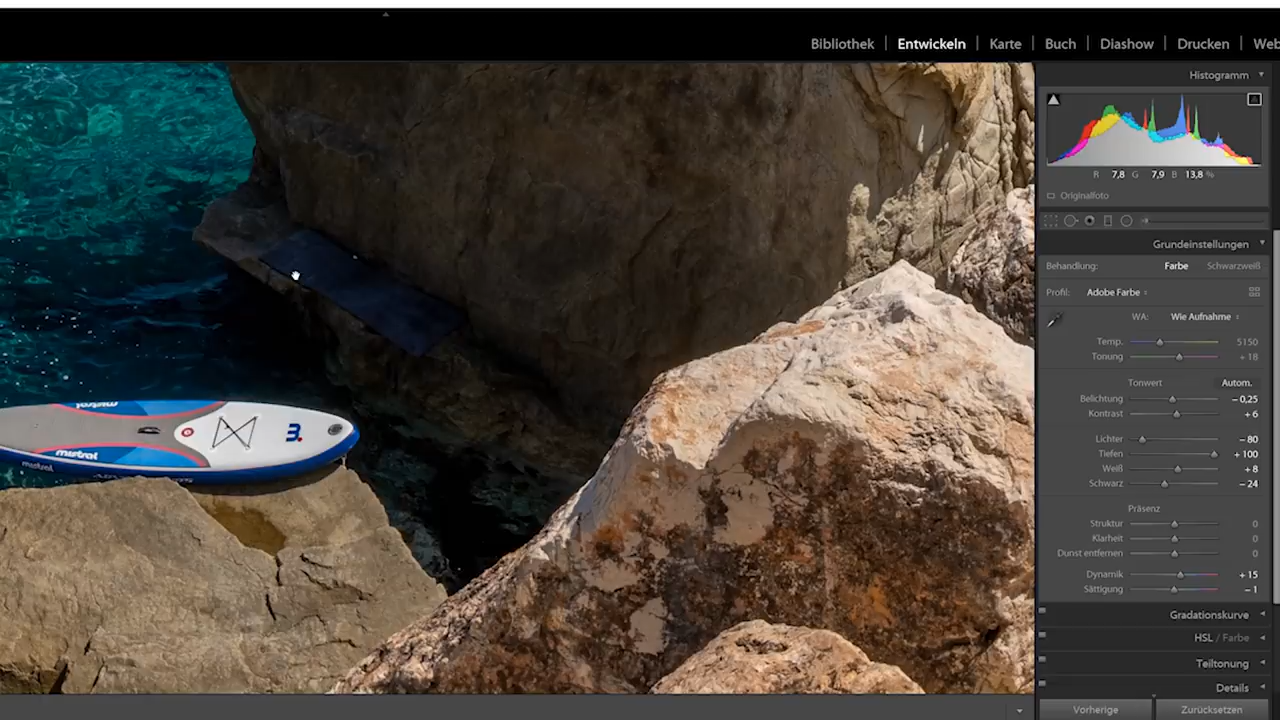 Bibliothek | Entwickeln | Karte | Buch | Diashow | Drucken | Web
Histogramm
R 7,8 G 7,9 B 13,8 %
Originalfoto
Grundeinstellungen
Behandlung: Farbe Schwarzweiß
Profil: Adobe Farbe
WA: Wie Aufnahme
Temp. 5150
Tonung + 18
Tonwert Autom.
Belichtung − 0,25
Kontrast + 6
Lichter − 80
Tiefen + 100
Weiß + 8
Schwarz − 24
Präsenz
Struktur 0
Klarheit 0
Dunst entfernen 0
Dynamik + 15
Sättigung − 1
Gradationskurve
HSL / Farbe
Teiltonung
Details
Vorherige Zurücksetzen
mistral
mistral
mistral